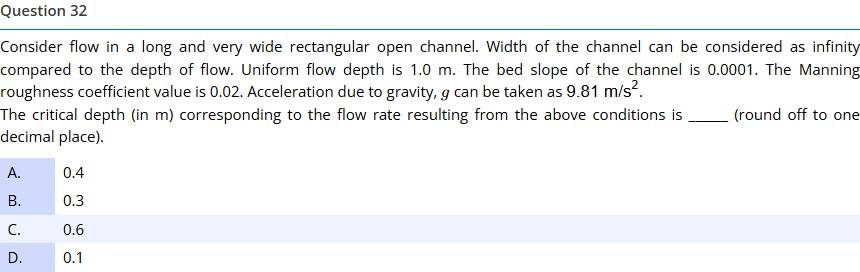 Question 32
Consider flow in a long and very wide rectangular open channel. Width of the channel can be considered as infinity
compared to the depth of flow. Uniform flow depth is 1.0 m. The bed slope of the channel is 0.0001. The Manning
roughness coefficient value is 0.02. Acceleration due to gravity, g can be taken as 9.81 m/s².
The critical depth (in m) corresponding to the flow rate resulting from the above conditions is _____ (round off to one
decimal place).
A. 0.4
B. 0.3
C. 0.6
D. 0.1